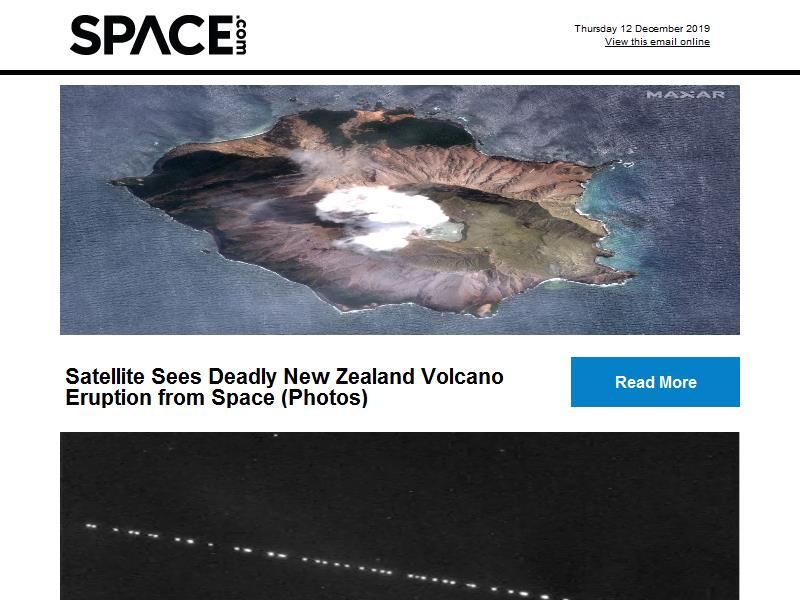 SPACE.com
Thursday 12 December 2019
View this email online
MAXAR
Satellite Sees Deadly New Zealand Volcano
Eruption from Space (Photos)
Read More